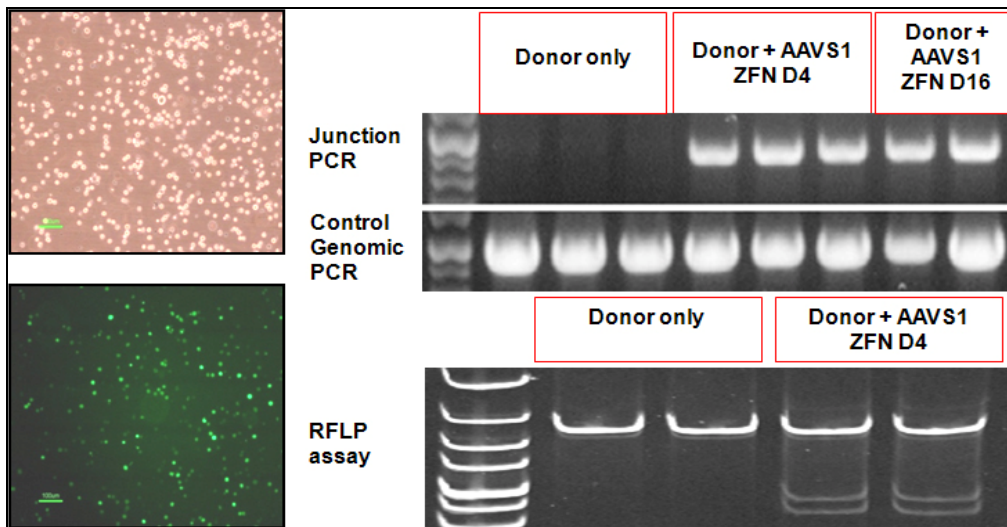 Donor only
Donor + AAVS1
ZFN D4
Donor +
AAVS1
ZFN D16
Junction
PCR
Control
Genomic
PCR
Donor only
Donor + AAVS1
ZFN D4
RFLP
assay
100um